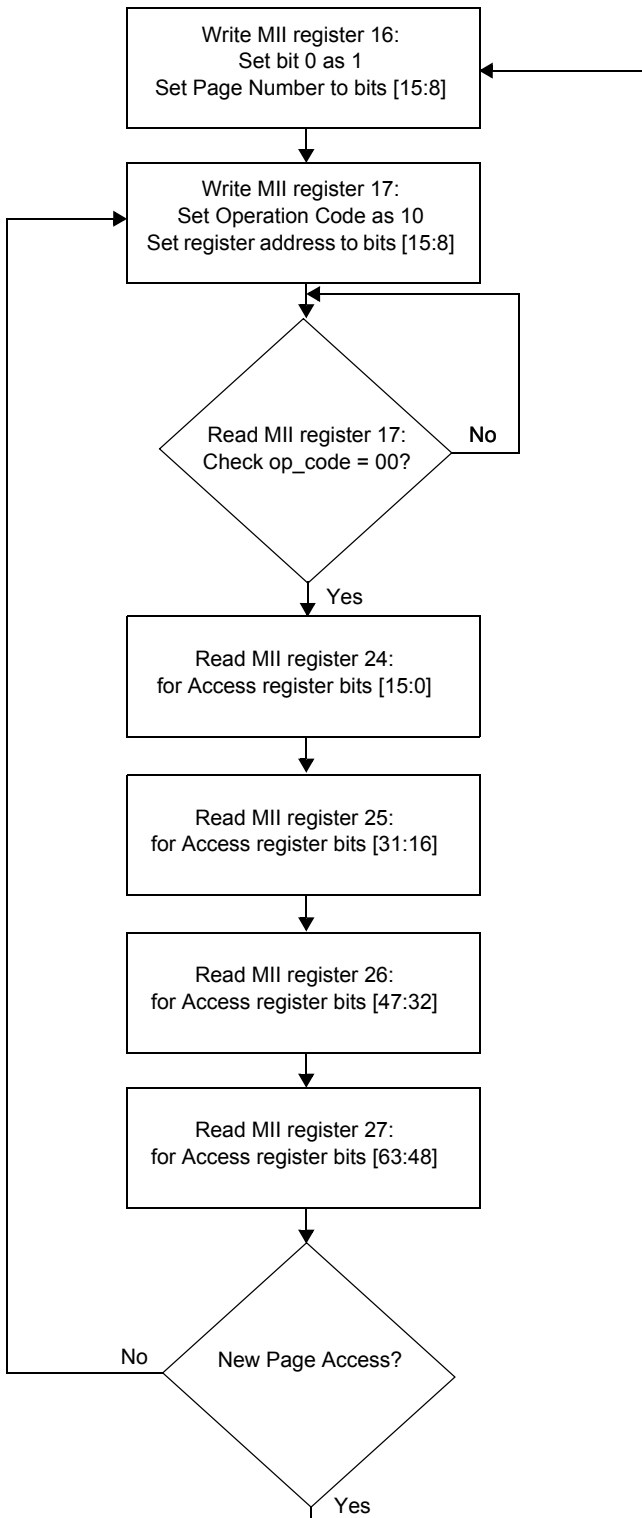 Write MII register 16:
Set bit 0 as 1
Set Page Number to bits [15:8]
Write MII register 17:
Set Operation Code as 10
Set register address to bits [15:8]
Read MII register 17:
Check op_code = 00?
No
Yes
Read MII register 24:
for Access register bits [15:0]
Read MII register 25:
for Access register bits [31:16]
Read MII register 26:
for Access register bits [47:32]
Read MII register 27:
for Access register bits [63:48]
No
New Page Access?
Yes